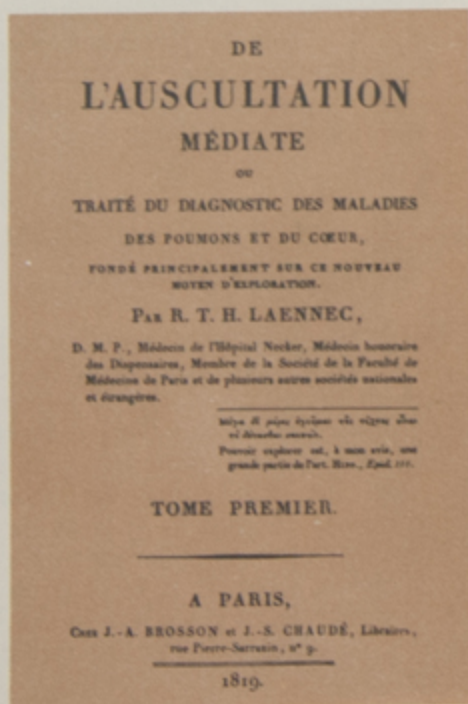 DE
L'AUSCULTATION
MÉDIATE
OU
TRAITÉ DU DIAGNOSTIC DES MALADIES
DES POUMONS ET DU CŒUR,
FONDÉ PRINCIPALEMENT SUR CE NOUVEAU
MOYEN D'EXPLORATION.
PAR R. T. H. LAENNEC,
D. M. P., Médecin de l'Hôpital Necker, Médecin honoraire
des Dispensaires, Membre de la Société de la Faculté de
Médecine de Paris et de plusieurs autres sociétés nationales
et étrangères.
Pouvoir explorer est, à mon avis, une
grande partie de l'art. HIPP., Epid. III.
TOME PREMIER.
A PARIS,
CHEZ J.-A. BROSSON et J.-S. CHAUDÉ, Libraires,
rue Pierre-Sarrazin, n° 9.
1819.